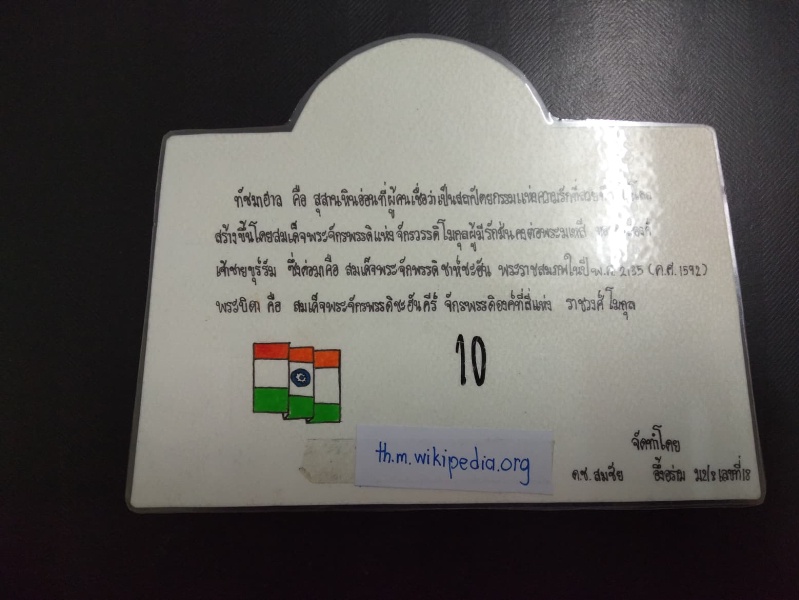 ทัชมาฮาล คือ สุสานหินอ่อนที่ผู้คนเชื่อว่าเป็นสถาปัตยกรรมแห่งความรักที่
สร้างขึ้นโดยสมเด็จพระจักรพรรดิแห่งจักรวรรดิโมกุลผู้มีรักมั่นคงต่อพระมเหสี
เจ้าชายขุร์รัม ซึ่งต่อมาคือ สมเด็จพระจักพรรดิชาห์ชะฮัน พระราชสมภพในปี พ.ศ. 2135 (ค.ศ. 1592)
พระบิดา คือ สมเด็จพระจักรพรรดิชะฮันคีร์ จักรพรรดิองค์ที่สี่แห่ง ราชวงศ์โมกุล
10
th.m.wikipedia.org
จัดทำโดย
ด.ช. สมชัย เลขที่ 18